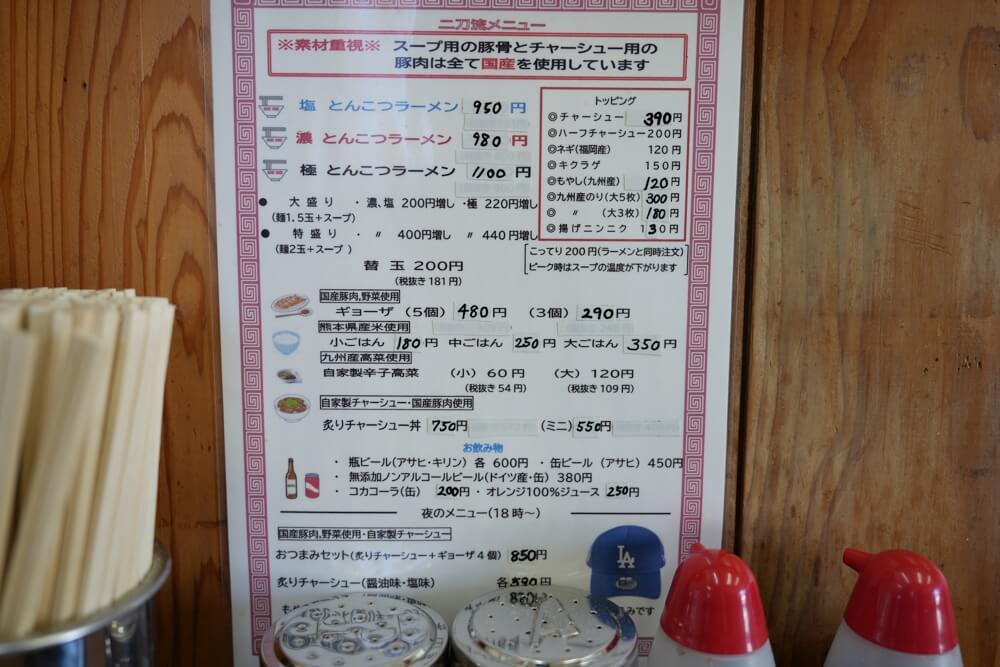 二刀流メニュー
※素材重視※ スープ用の豚骨とチャーシュー用の
豚肉は全て国産を使用しています
塩 とんこつラーメン 950 円
濃 とんこつラーメン 980 円
極 とんこつラーメン 1100 円
● 大盛り ・濃、塩 200円増し ・極 220円増し
(麺1.5玉+スープ)
● 特盛り ・ 〃 400円増し 〃 440円増し
(麺2玉+スープ )
替 玉 200円
(税抜き181円)
トッピング
◎チャーシュー 390円
◎ハーフチャーシュー200円
◎ネギ(福岡産) 120円
◎キクラゲ 150円
◎もやし(九州産) 120円
◎九州産のり(大5枚) 300円
◎ 〃 (大3枚) 180円
◎揚げニンニク 130円
こってり200円(ラーメンと同時注文)
ピーク時はスープの温度が下がります
国産豚肉,野菜使用
ギョーザ (5個) 480円 (3個) 290円
熊本県産米使用
小ごはん 180円 中ごはん 250円 大ごはん 350円
九州産高菜使用
自家製辛子高菜 (小) 60円 (大) 120円
(税抜き54円) (税抜き109円)
自家製チャーシュー・国産豚肉使用
炙りチャーシュー丼 750円 (ミニ) 550円
お飲み物
・ 瓶ビール(アサヒ・キリン) 各 600円 ・缶ビール (アサヒ) 450円
・ 無添加ノンアルコールビール(ドイツ産・缶) 380円
・ コカコーラ(缶) 200円 ・オレンジ100%ジュース 250円
夜のメニュー(18時~)
国産豚肉,野菜使用・自家製チャーシュー
おつまみセット(炙りチャーシュー+ギョーザ4個) 850円
炙りチャーシュー(醤油味・塩味) 各590円
LA